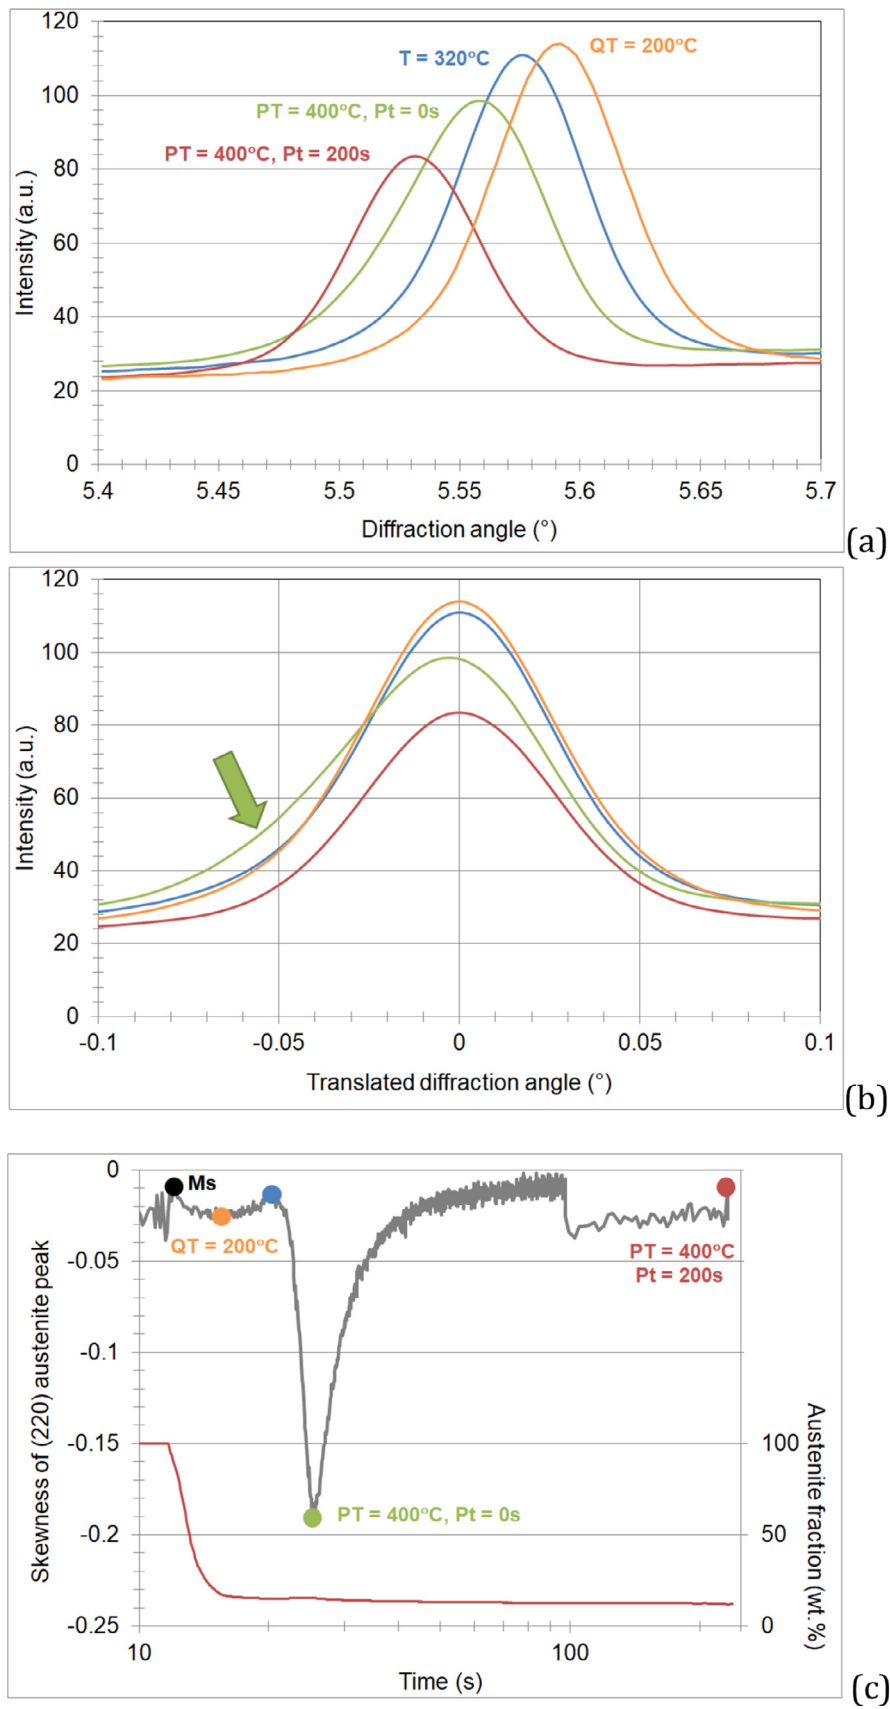 120
100
80
60
40
20
0
Intensity (a.u.)
T = 320°C
QT = 200°C
PT = 400°C, Pt = 0s
PT = 400°C, Pt = 200s
5.4 5.45 5.5 5.55 5.6 5.65 5.7
Diffraction angle (°)
(a)
120
100
80
60
40
20
0
Intensity (a.u.)
-0.1 -0.05 0 0.05 0.1
Translated diffraction angle (°)
(b)
0
-0.05
-0.1
-0.15
-0.2
-0.25
Skewness of (220) austenite peak
Ms
QT = 200°C
PT = 400°C
Pt = 200s
PT = 400°C, Pt = 0s
100
50
0
Austenite fraction (wt.%)
10 100
Time (s)
(c)